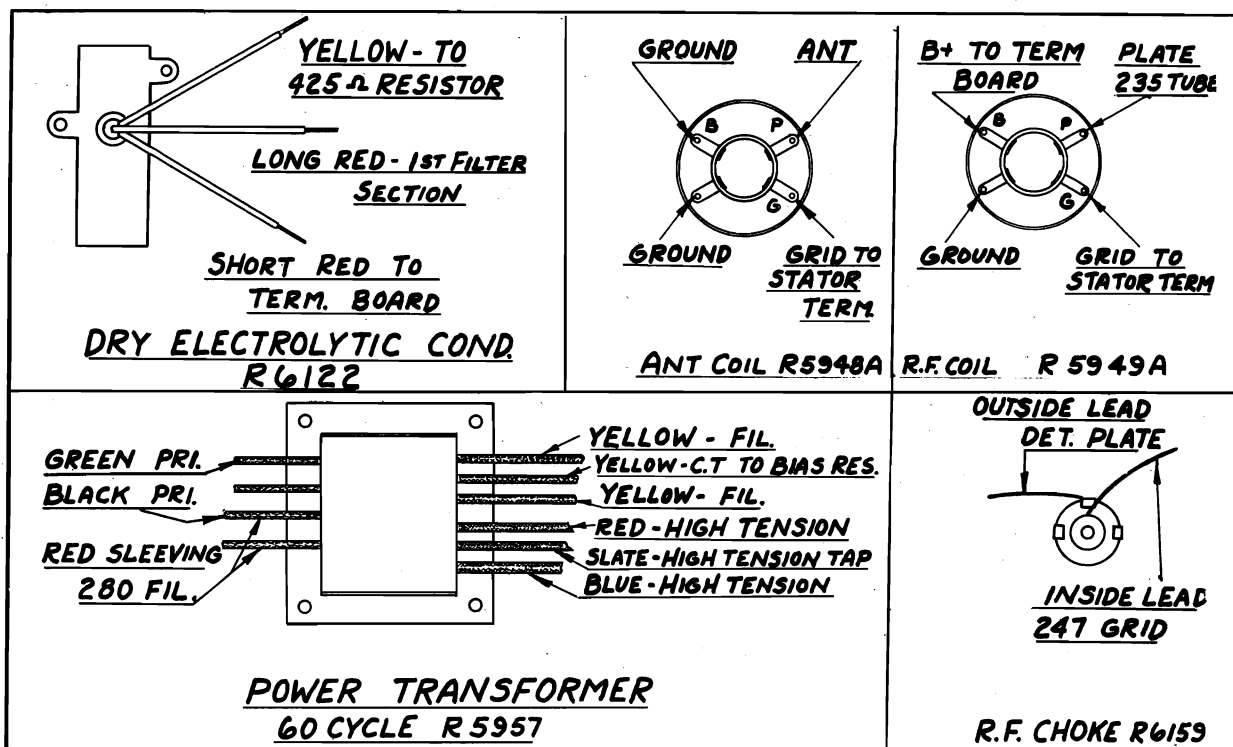 YELLOW - TO
425 Ω RESISTOR
LONG RED - 1ST FILTER
SECTION
SHORT RED TO
TERM. BOARD
DRY ELECTROLYTIC COND.
R6122
GROUND
ANT
B
P
G
GROUND
GRID TO
STATOR
TERM.
ANT COIL R5948A
B+ TO TERM
BOARD
PLATE
235 TUBE
B
P
G
GROUND
GRID TO
STATOR TERM
R.F. COIL R 5949A
GREEN PRI.
BLACK PRI.
RED SLEEVING
280 FIL.
YELLOW - FIL.
YELLOW - C.T TO BIAS RES.
YELLOW - FIL.
RED - HIGH TENSION
SLATE - HIGH TENSION TAP
BLUE - HIGH TENSION
POWER TRANSFORMER
60 CYCLE R5957
OUTSIDE LEAD
DET. PLATE
INSIDE LEAD
247 GRID
R.F. CHOKE R6159